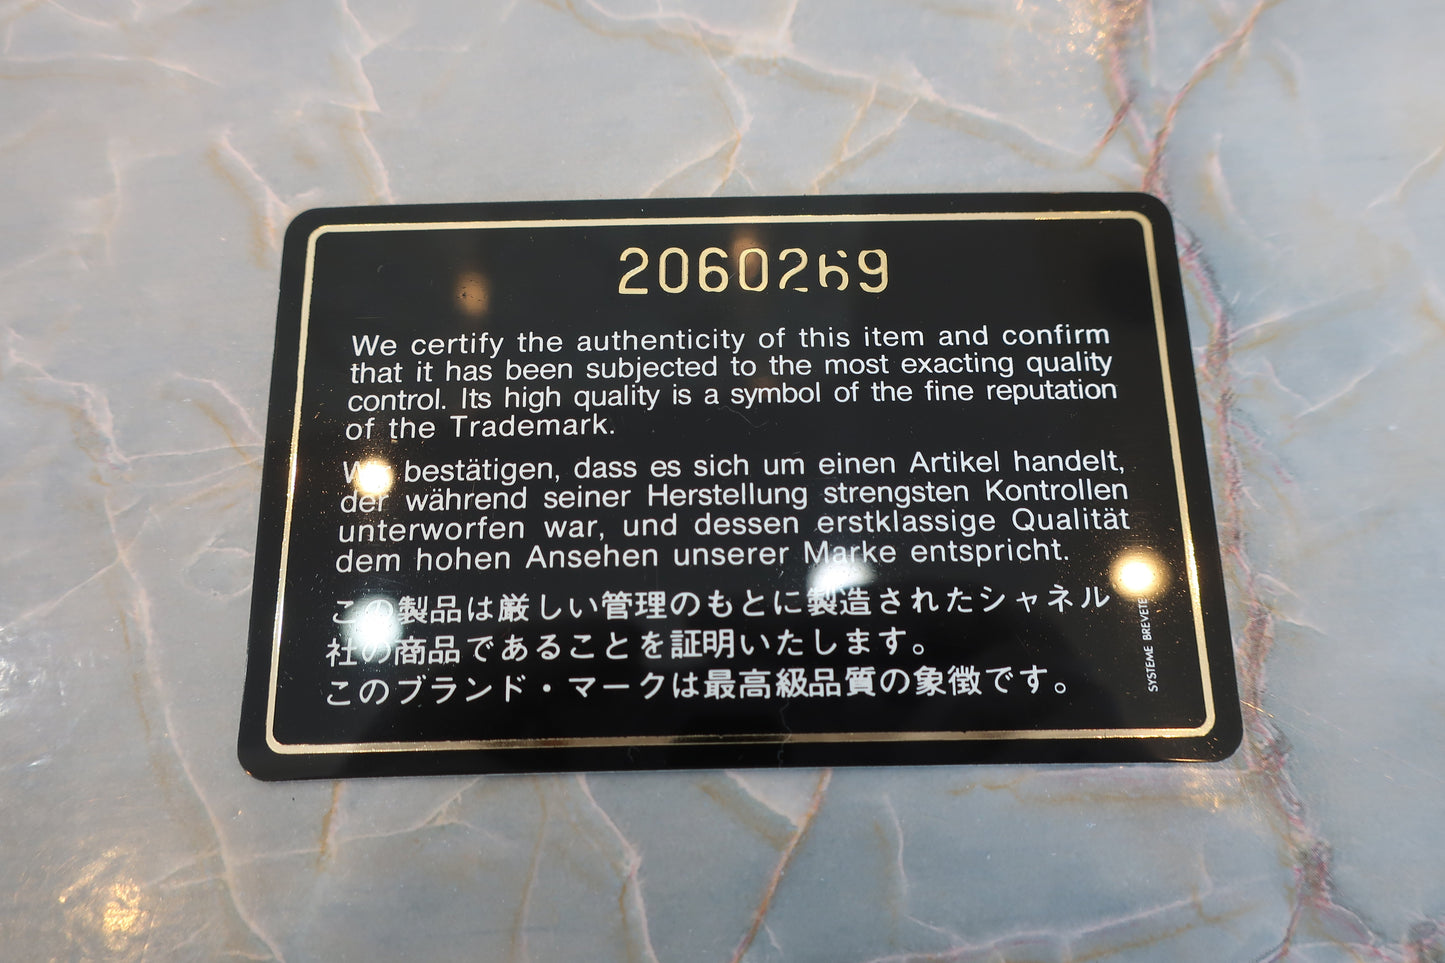 2060269
We certify the authenticity of this item and confirm
that it has been subjected to the most exacting quality
control. Its high quality is a symbol of the fine reputation
of the Trademark.
Wir bestätigen, dass es sich um einen Artikel handelt,
der während seiner Herstellung strengsten Kontrollen
unterworfen war, und dessen erstklassige Qualität
dem hohen Ansehen unserer Marke entspricht.
この製品は厳しい管理のもとに製造されたシャネル
社の商品であることを証明いたします。
このブランド・マークは最高級品質の象徴です。
SYSTEME BREVETE